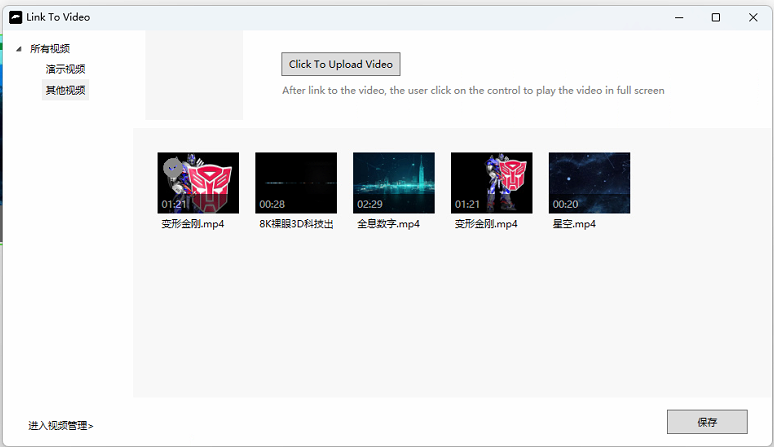 Link To Video
所有视频
演示视频
其他视频
Click To Upload Video
After link to the video, the user click on the control to play the video in full screen
01:21
00:28
02:29
01:21
00:20
变形金刚.mp4
8K裸眼3D科技出
全息数字.mp4
变形金刚.mp4
星空.mp4
进入视频管理>
保存